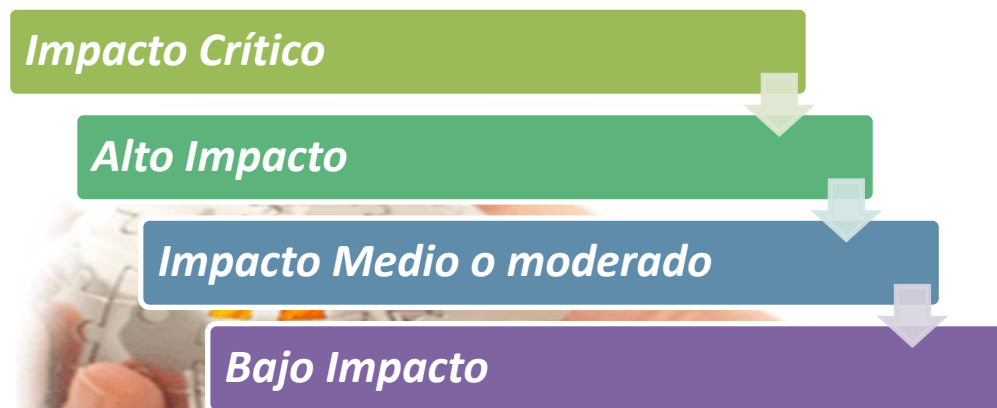 Impacto Crítico
Alto Impacto
Impacto Medio o moderado
Bajo Impacto